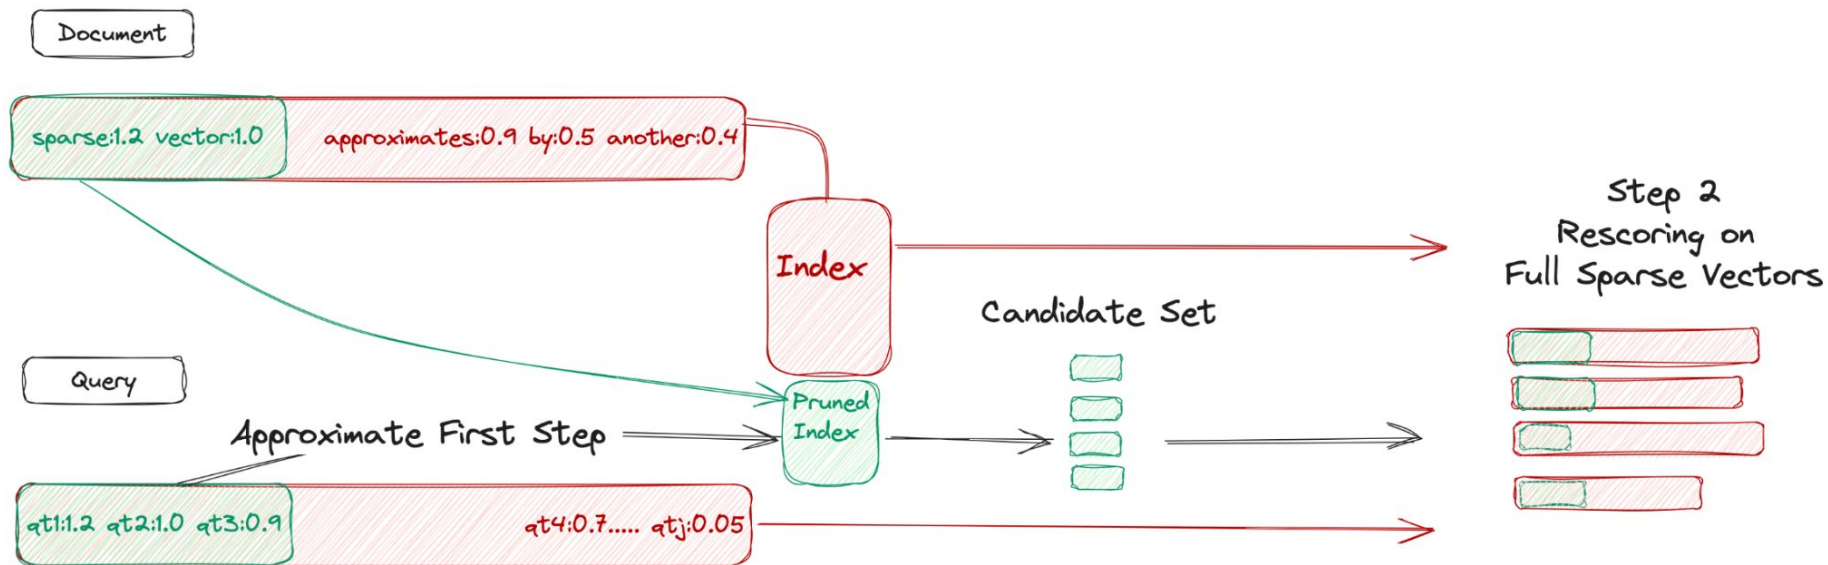 Document
sparse:1.2 vector:1.0 approximates:0.9 by:0.5 another:0.4
Index
Step 2
Rescoring on
Full Sparse Vectors
Candidate Set
Query
Pruned
Index
Approximate First Step
qt1:1.2 qt2:1.0 qt3:0.9 qt4:0.7..... qtj:0.05